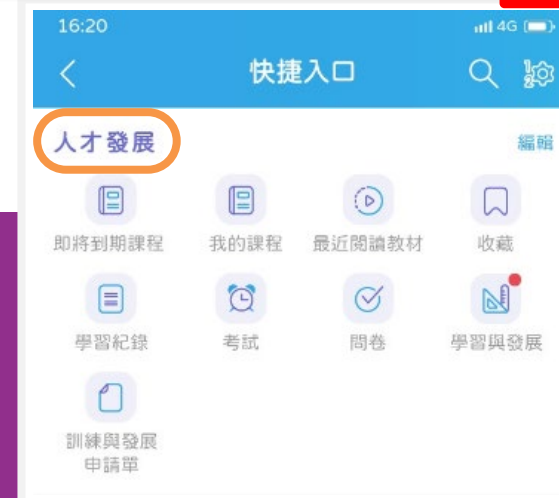 16:20
4G
快捷入口
人才發展
編輯
即將到期課程
我的課程
最近閱讀教材
收藏
學習紀錄
考試
問卷
學習與發展
訓練與發展
申請單